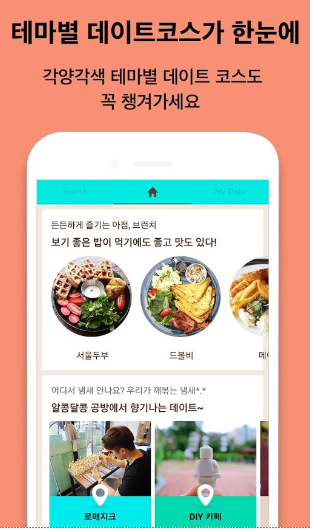 테마별 데이트코스가 한눈에
각양각색 테마별 데이트 코스도
꼭 챙겨가세요
Search
My Date
든든하게 즐기는 아점, 브런치
보기 좋은 밥이 먹기에도 좋고 맛도 있다!
서울두부
드볼비
어디서 냄새 안나요? 우리가 깨볶는 냄새*.*
알콩달콩 공방에서 향기나는 데이트~
로매지크
DIY 카페